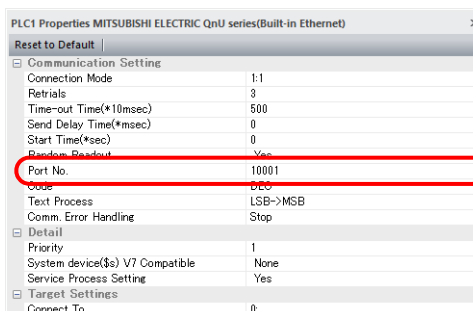 PLC1 Properties MITSUBISHI ELECTRIC QnU series(Built-in Ethernet)
Reset to Default
Communication Setting
Connection Mode 1:1
Retrials 3
Time-out Time(*10msec) 500
Send Delay Time(*msec) 0
Start Time(*sec) 0
Random Readout Yes
Port No. 10001
Code DEC
Text Process LSB->MSB
Comm. Error Handling Stop
Detail
Priority 1
System device($s) V7 Compatible None
Service Process Setting Yes
Target Settings
Connect To 0: